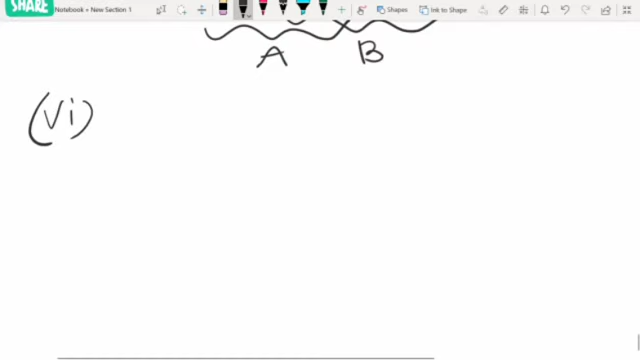 SHARE
Notebook « New Section 1
Shapes
Ink to Shape
A B
(vi)